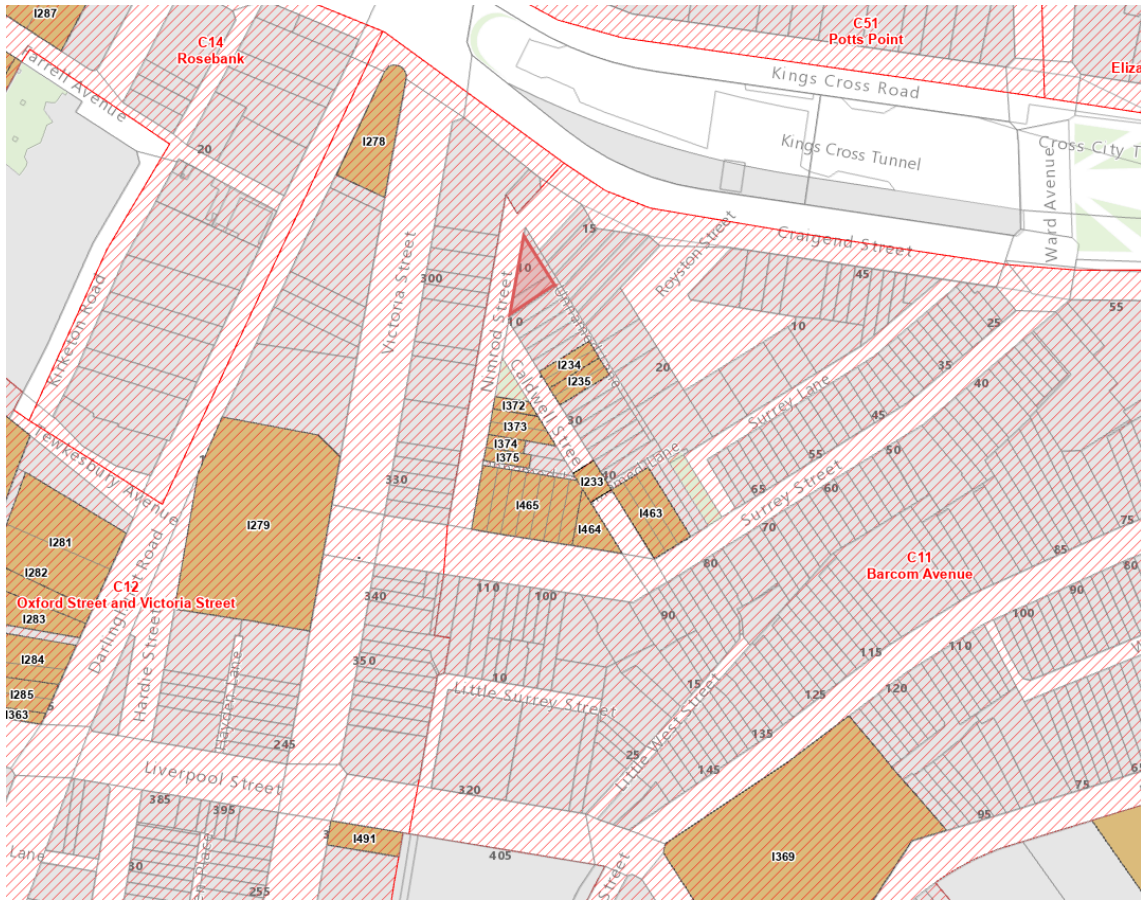 I287
C14
Rosebank
C51
Potts Point
Eliza
Farrell Avenue
Kings Cross Road
20
I278
Kings Cross Tunnel
Cross City T
Ward Avenue
15
Royston Street
Craigend Street
Kirketon Road
Victoria Street
300
Nimrod Street
10
10
45
10
25
55
Caldwell Street
I234
I235
20
35
40
I372
I373
I374
I375
30
Surrey Lane
45
50
Tewkesbury Avenue
330
I233
40
55
60
65
Surrey Street
I465
I464
I463
70
75
I279
I281
I282
I283
C12
Oxford Street and Victoria Street
Darlinghurst Road
Hardie Street
340
110
100
80
C11
Barcom Avenue
85
80
90
90
100
I284
I285
I363
Hayden Lane
350
10
Little Surrey Street
15
Little West Street
115
110
120
125
135
145
25
245
Liverpool Street
320
385
395
75
95
I491
405
I369
Lane
30
255
Street